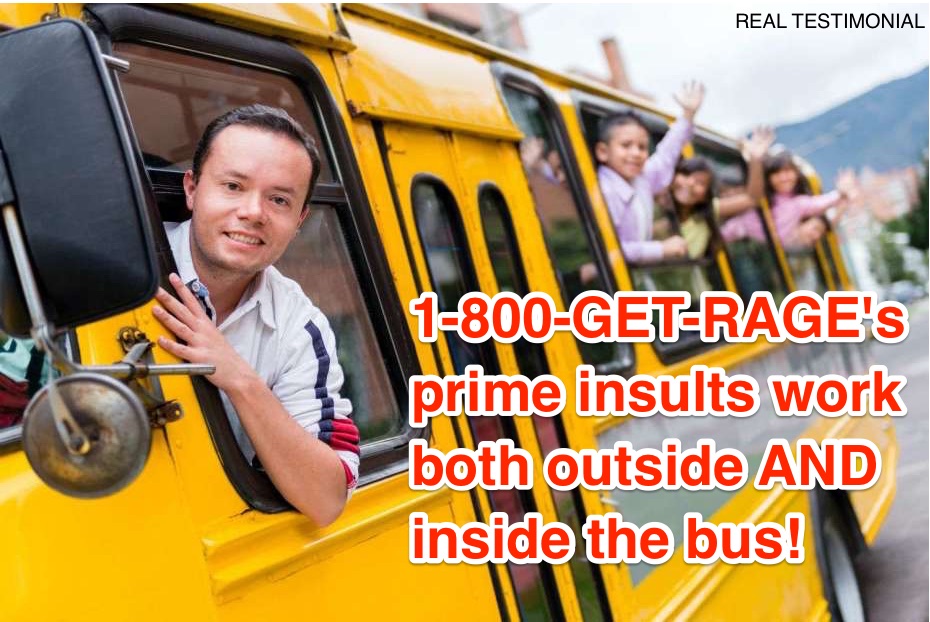 REAL TESTIMONIAL
1-800-GET-RAGE's
prime insults work
both outside AND
inside the bus!